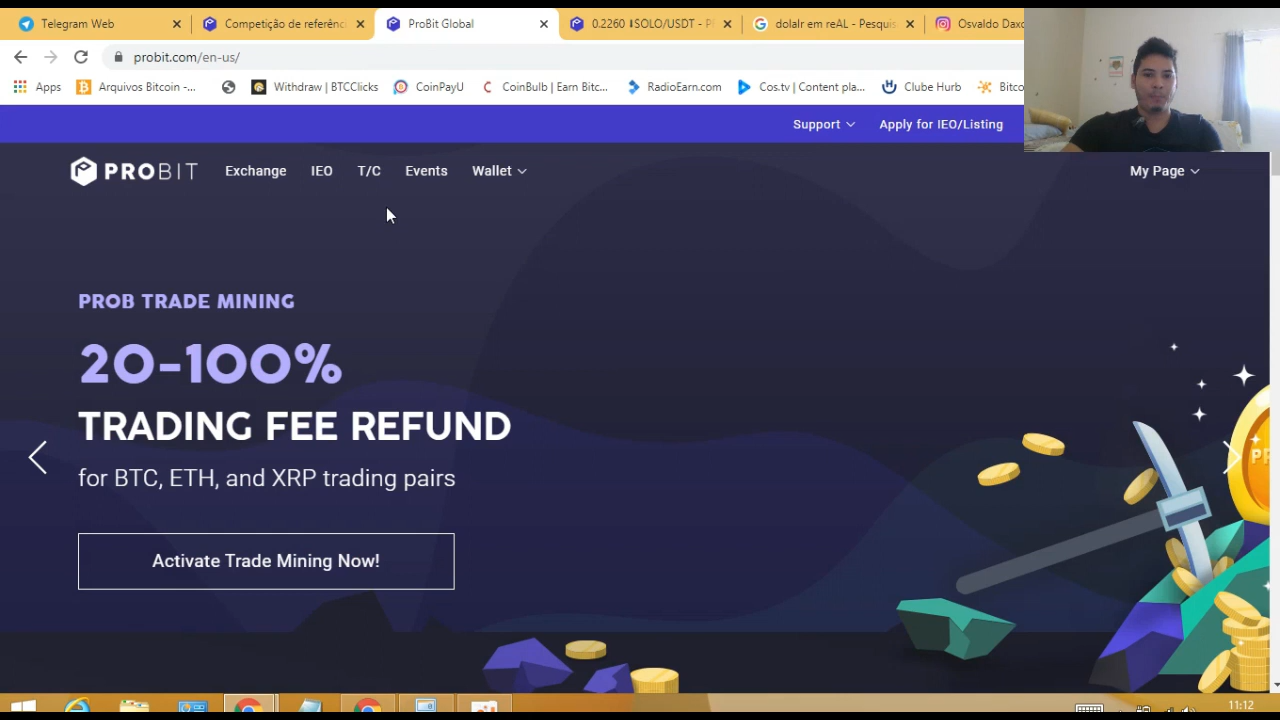 Telegram Web
Competição de referênci
ProBit Global
0.2260 SOLO/USDT - P
dolalr em reAL - Pesquis
Osvaldo Daxo
probit.com/en-us/
Apps
Arquivos Bitcoin -...
Withdraw | BTCClicks
CoinPayU
CoinBulb | Earn Bitc...
RadioEarn.com
Cos.tv | Content pla...
Clube Hurb
Bitco
Support
Apply for IEO/Listing
PROBIT
Exchange
IEO
T/C
Events
Wallet
My Page
PROB TRADE MINING
20-100%
TRADING FEE REFUND
for BTC, ETH, and XRP trading pairs
Activate Trade Mining Now!
PR
11:12